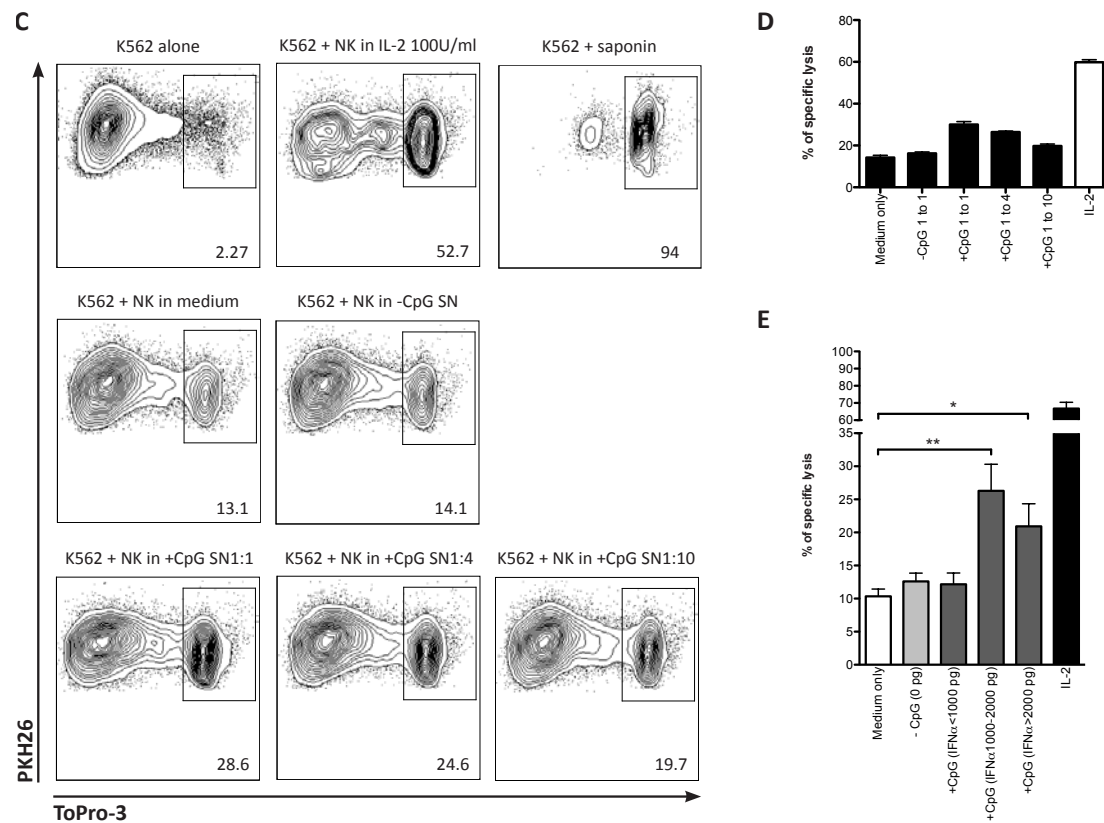 C
K562 alone
K562 + NK in IL-2 100U/ml
K562 + saponin
2.27
52.7
94
K562 + NK in medium
K562 + NK in -CpG SN
13.1
14.1
K562 + NK in +CpG SN1:1
K562 + NK in +CpG SN1:4
K562 + NK in +CpG SN1:10
28.6
24.6
19.7
PKH26
ToPro-3
D
% of specific lysis
80
60
40
20
0
Medium only
-CpG 1 to 1
+CpG 1 to 1
+CpG 1 to 4
+CpG 1 to 10
IL-2
E
% of specific lysis
100
90
80
70
60
35
30
25
20
15
10
5
0
*
**
Medium only
- CpG (0 pg)
+CpG (IFNα<1000 pg)
+CpG (IFNα1000-2000 pg)
+CpG (IFNα>2000 pg)
IL-2